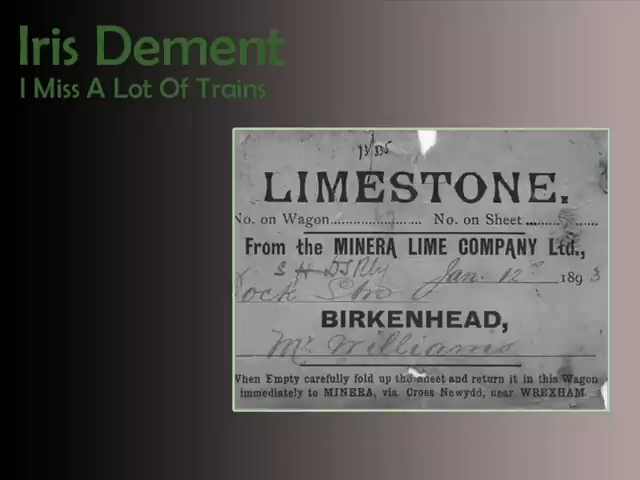 Iris Dement
I Miss A Lot Of Trains
LIMESTONE.
No. on Wagon.................... No. on Sheet ....................
From the MINERA LIME COMPANY Ltd.,
Jan. 12 1893
BIRKENHEAD,
Mr. Williams
When Empty carefully fold up the Sheet and return it in this Wagon
immediately to MINERA, via Croes Newydd, near WREXHAM.